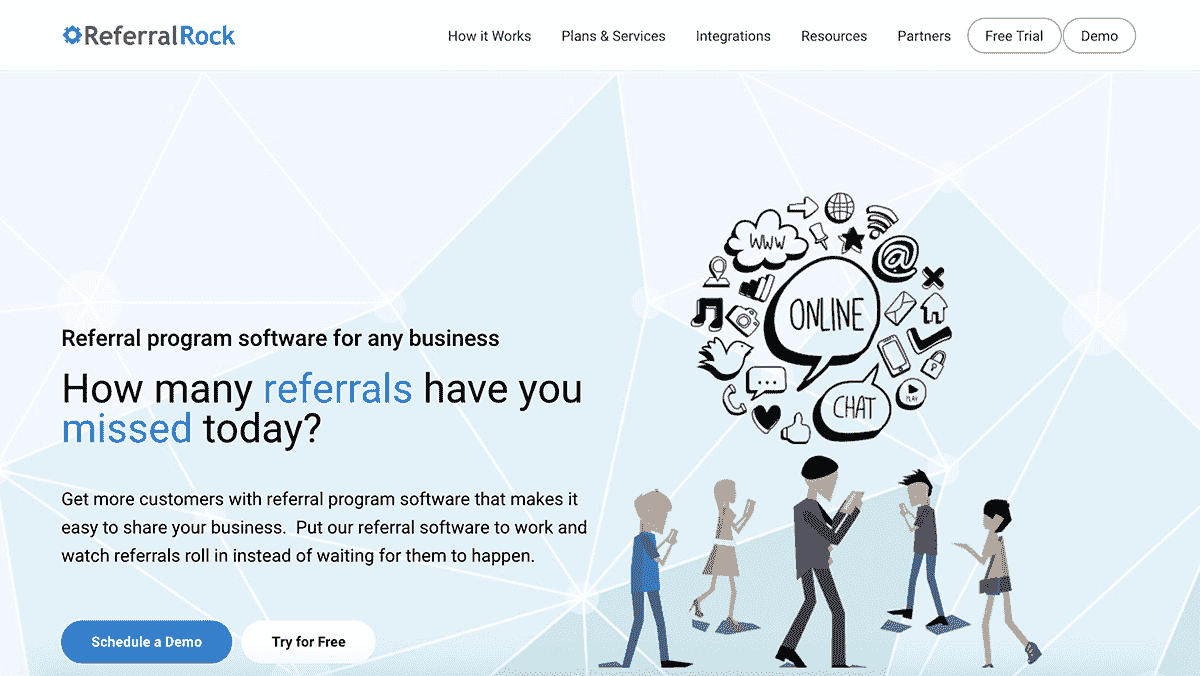 ReferralRock
How it Works Plans & Services Integrations Resources Partners Free Trial Demo
Referral program software for any business
How many referrals have you
missed today?
Get more customers with referral program software that makes it
easy to share your business.  Put our referral software to work and
watch referrals roll in instead of waiting for them to happen.
Schedule a Demo Try for Free
WWW
@
ONLINE
CHAT
PLAY